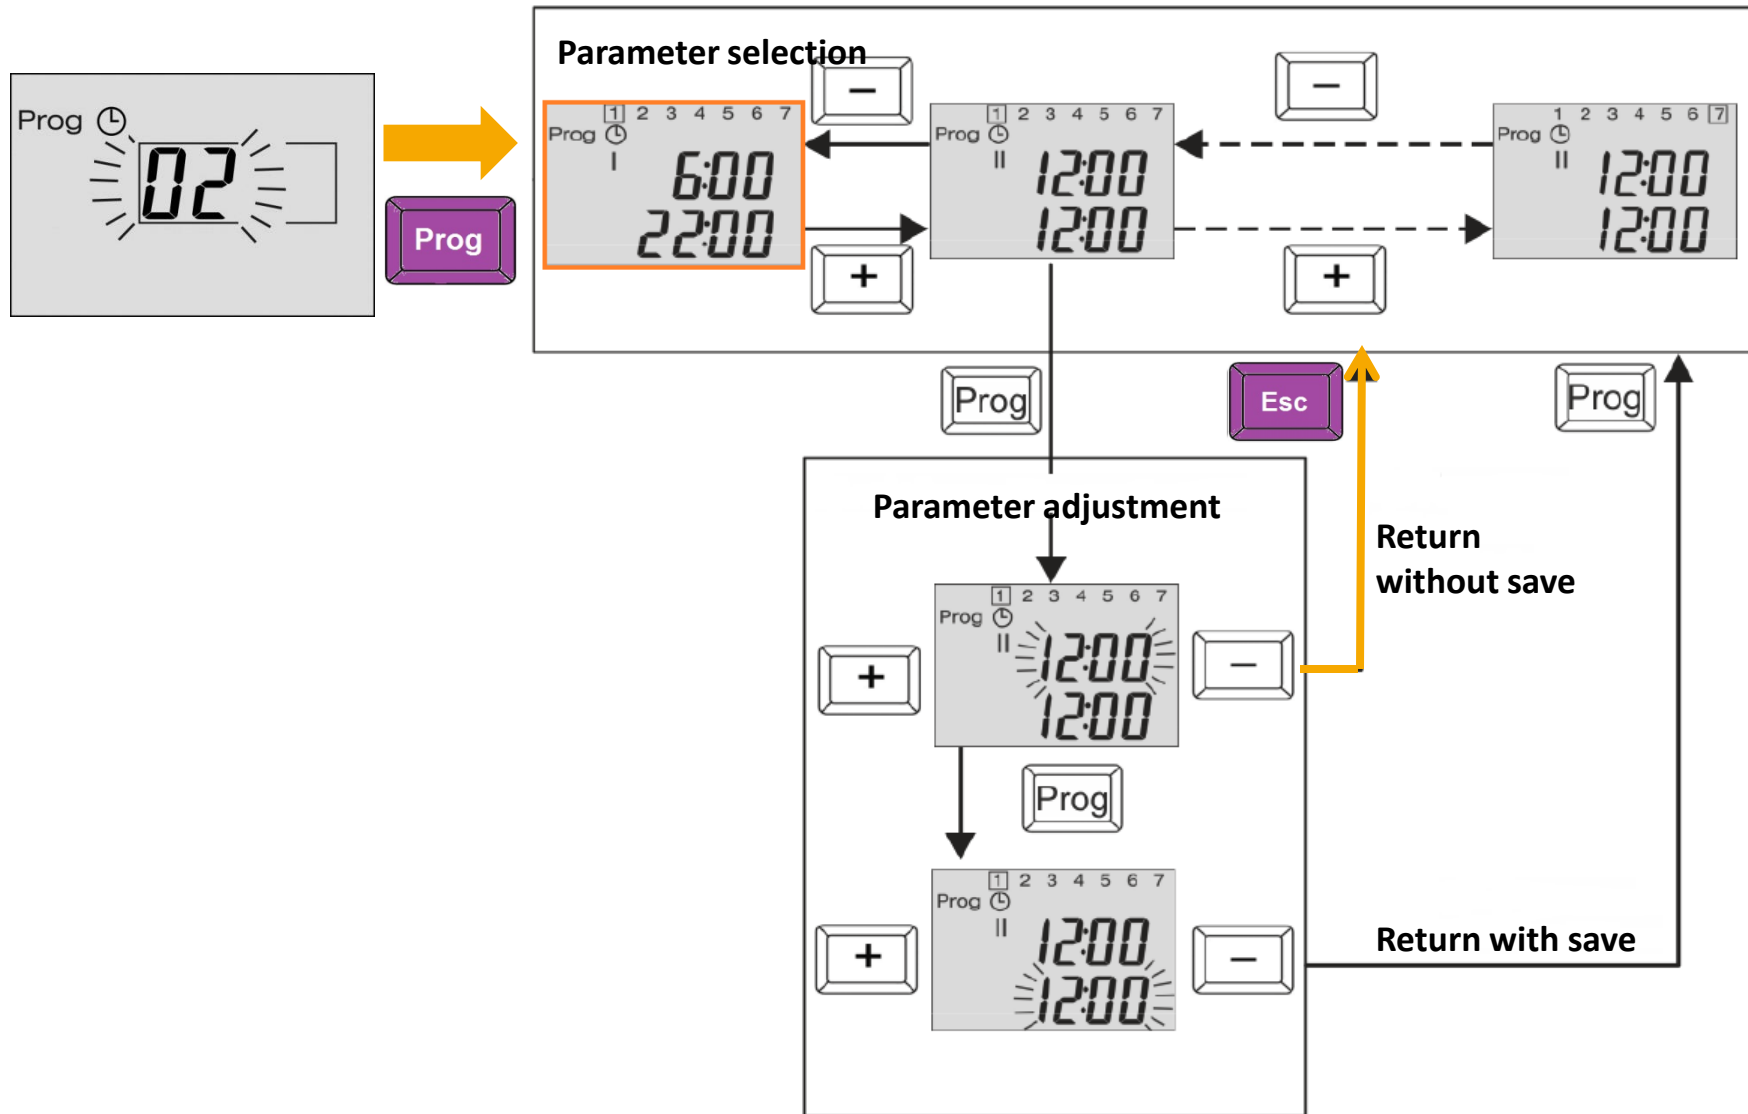 Prog
02
Prog
Parameter selection
−
−
1 2 3 4 5 6 7
Prog
I
6:00
22:00
1 2 3 4 5 6 7
Prog
II
12:00
12:00
1 2 3 4 5 6 7
Prog
II
12:00
12:00
+
+
Prog
Esc
Prog
Parameter adjustment
Return
without save
1 2 3 4 5 6 7
Prog
II
12:00
12:00
+
−
Prog
1 2 3 4 5 6 7
Prog
II
12:00
12:00
+
−
Return with save